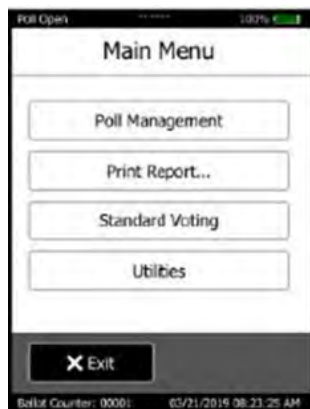 Poll Open 100%
Main Menu
Poll Management
Print Report...
Standard Voting
Utilities
X Exit
Ballot Counter: 00001 03/21/2019 08:23:25 AM